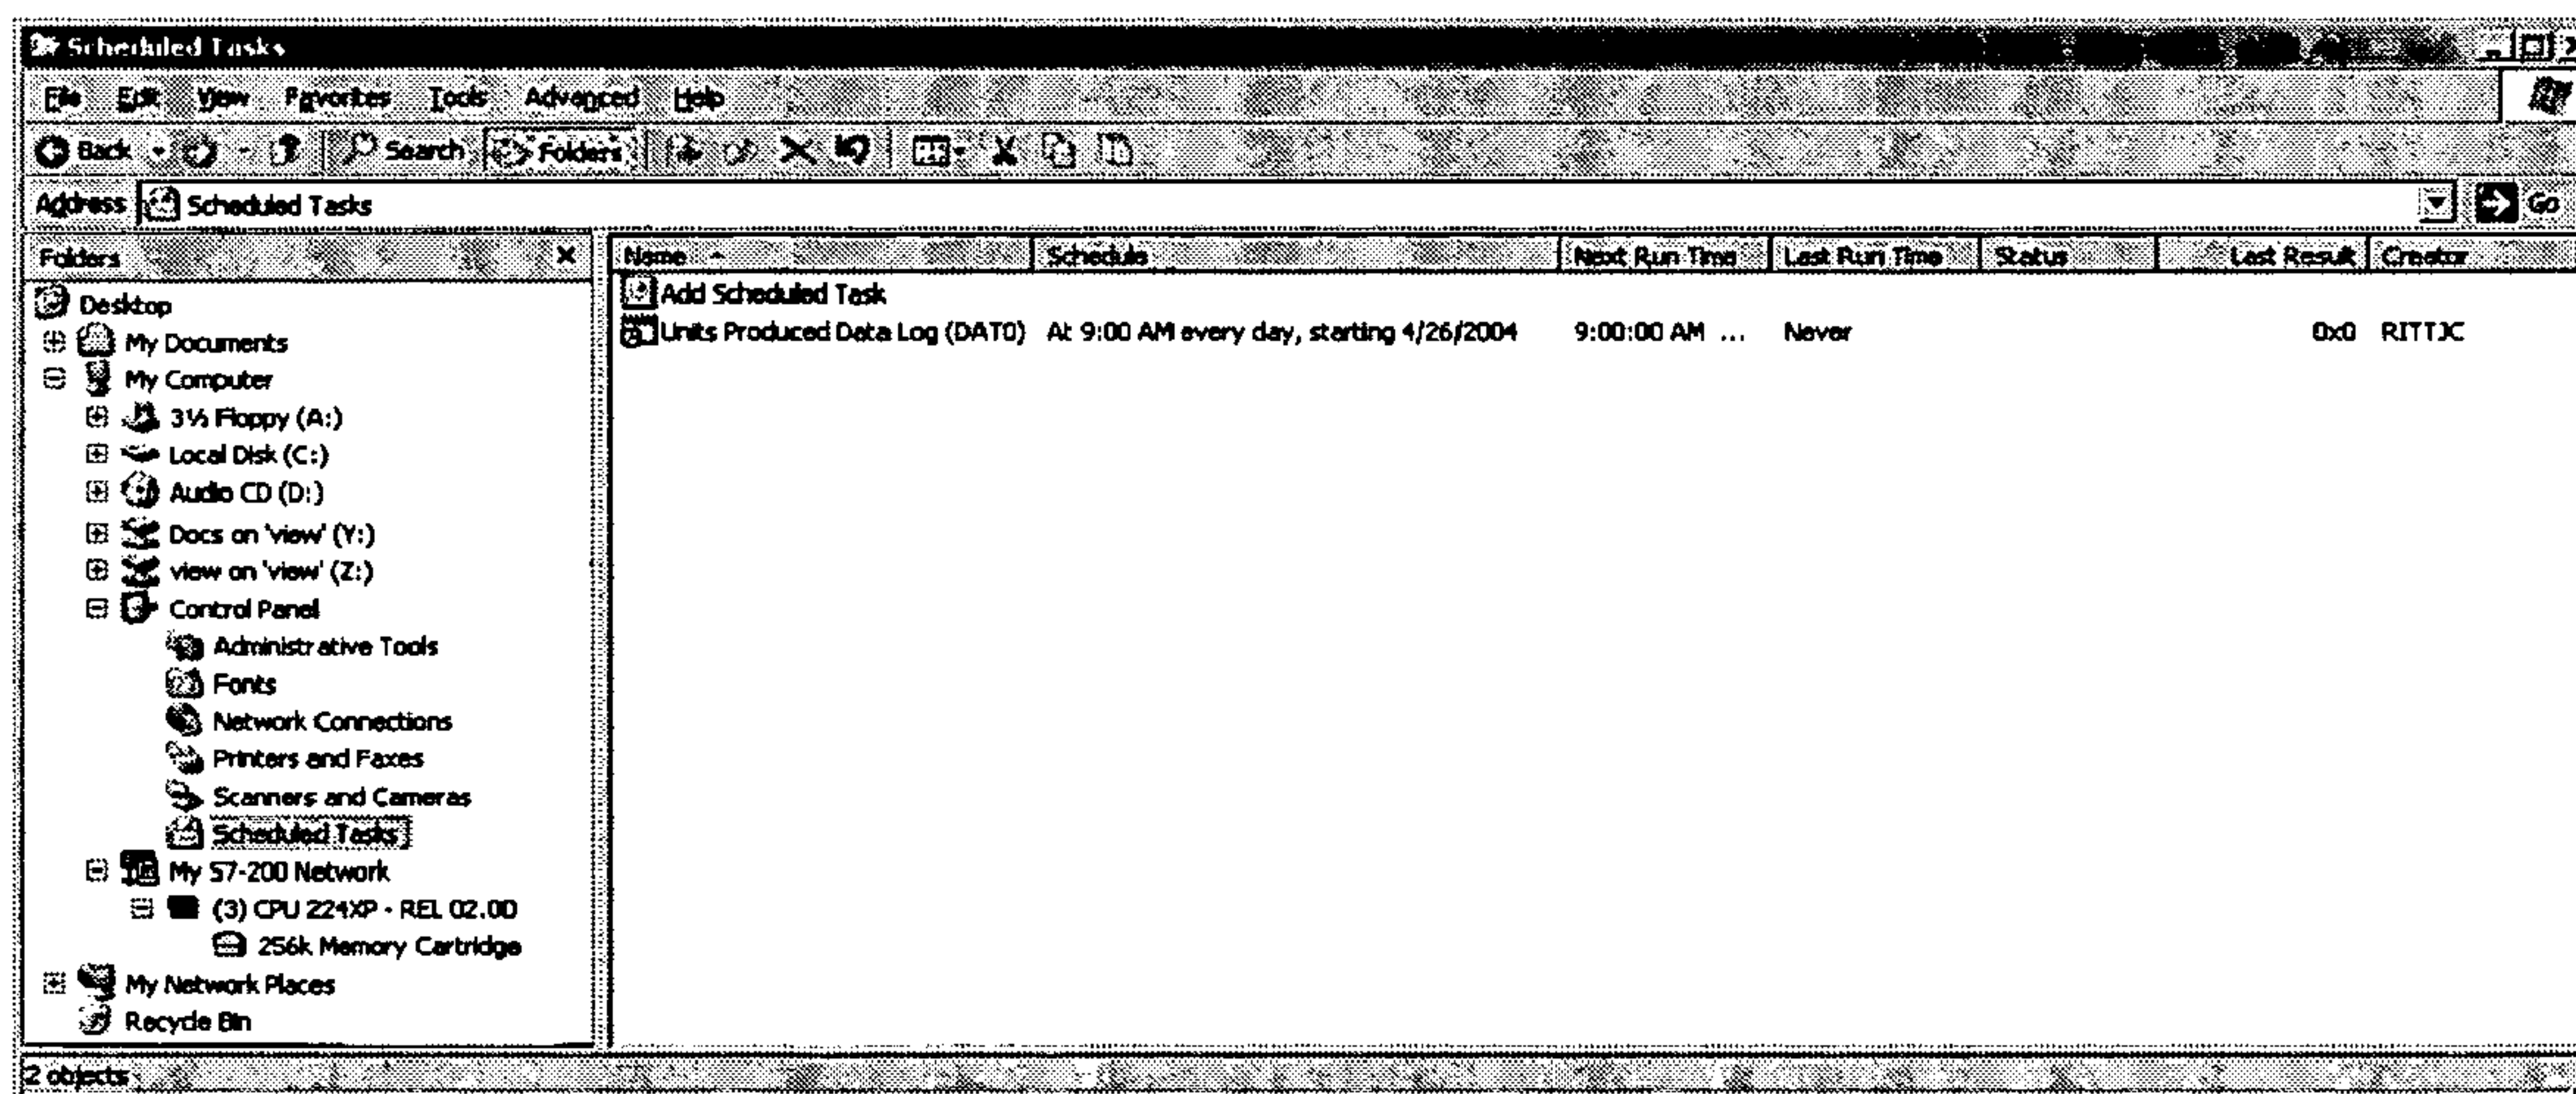 Scheduled Tasks
File Edit View Favorites Tools Advanced Help
Back Search Folders
Address Scheduled Tasks Go
Folders
Desktop
My Documents
My Computer
3½ Floppy (A:)
Local Disk (C:)
Audio CD (D:)
Docs on 'view' (Y:)
view on 'view' (Z:)
Control Panel
Administrative Tools
Fonts
Network Connections
Printers and Faxes
Scanners and Cameras
Scheduled Tasks
My S7-200 Network
(3) CPU 224XP - REL 02.00
256k Memory Cartridge
My Network Places
Recycle Bin
Name Schedule Next Run Time Last Run Time Status Last Result Creator
Add Scheduled Task
Units Produced Data Log (DAT0) At 9:00 AM every day, starting 4/26/2004 9:00:00 AM ... Never 0x0 RITTJC
2 objects